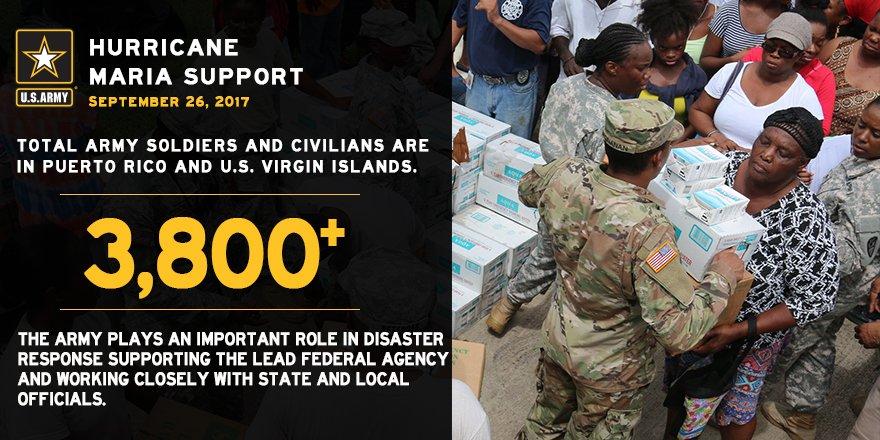 HURRICANE
MARIA SUPPORT
SEPTEMBER 26, 2017
U.S.ARMY
TOTAL ARMY SOLDIERS AND CIVILIANS ARE
IN PUERTO RICO AND U.S. VIRGIN ISLANDS.
3,800+
THE ARMY PLAYS AN IMPORTANT ROLE IN DISASTER
RESPONSE SUPPORTING THE LEAD FEDERAL AGENCY
AND WORKING CLOSELY WITH STATE AND LOCAL
OFFICIALS.